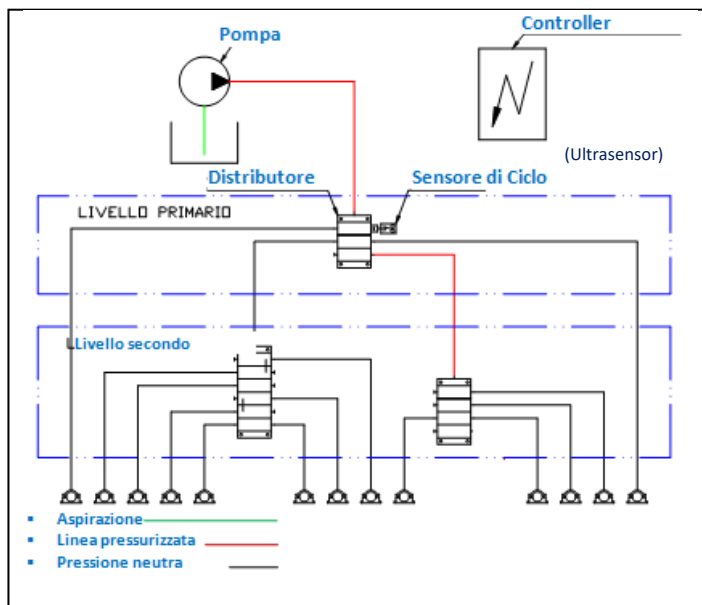 Pompa
Controller
(Ultrasensor)
Distributore
Sensore di Ciclo
LIVELLO PRIMARIO
LLivello secondo
Aspirazione
Linea pressurizzata
Pressione neutra